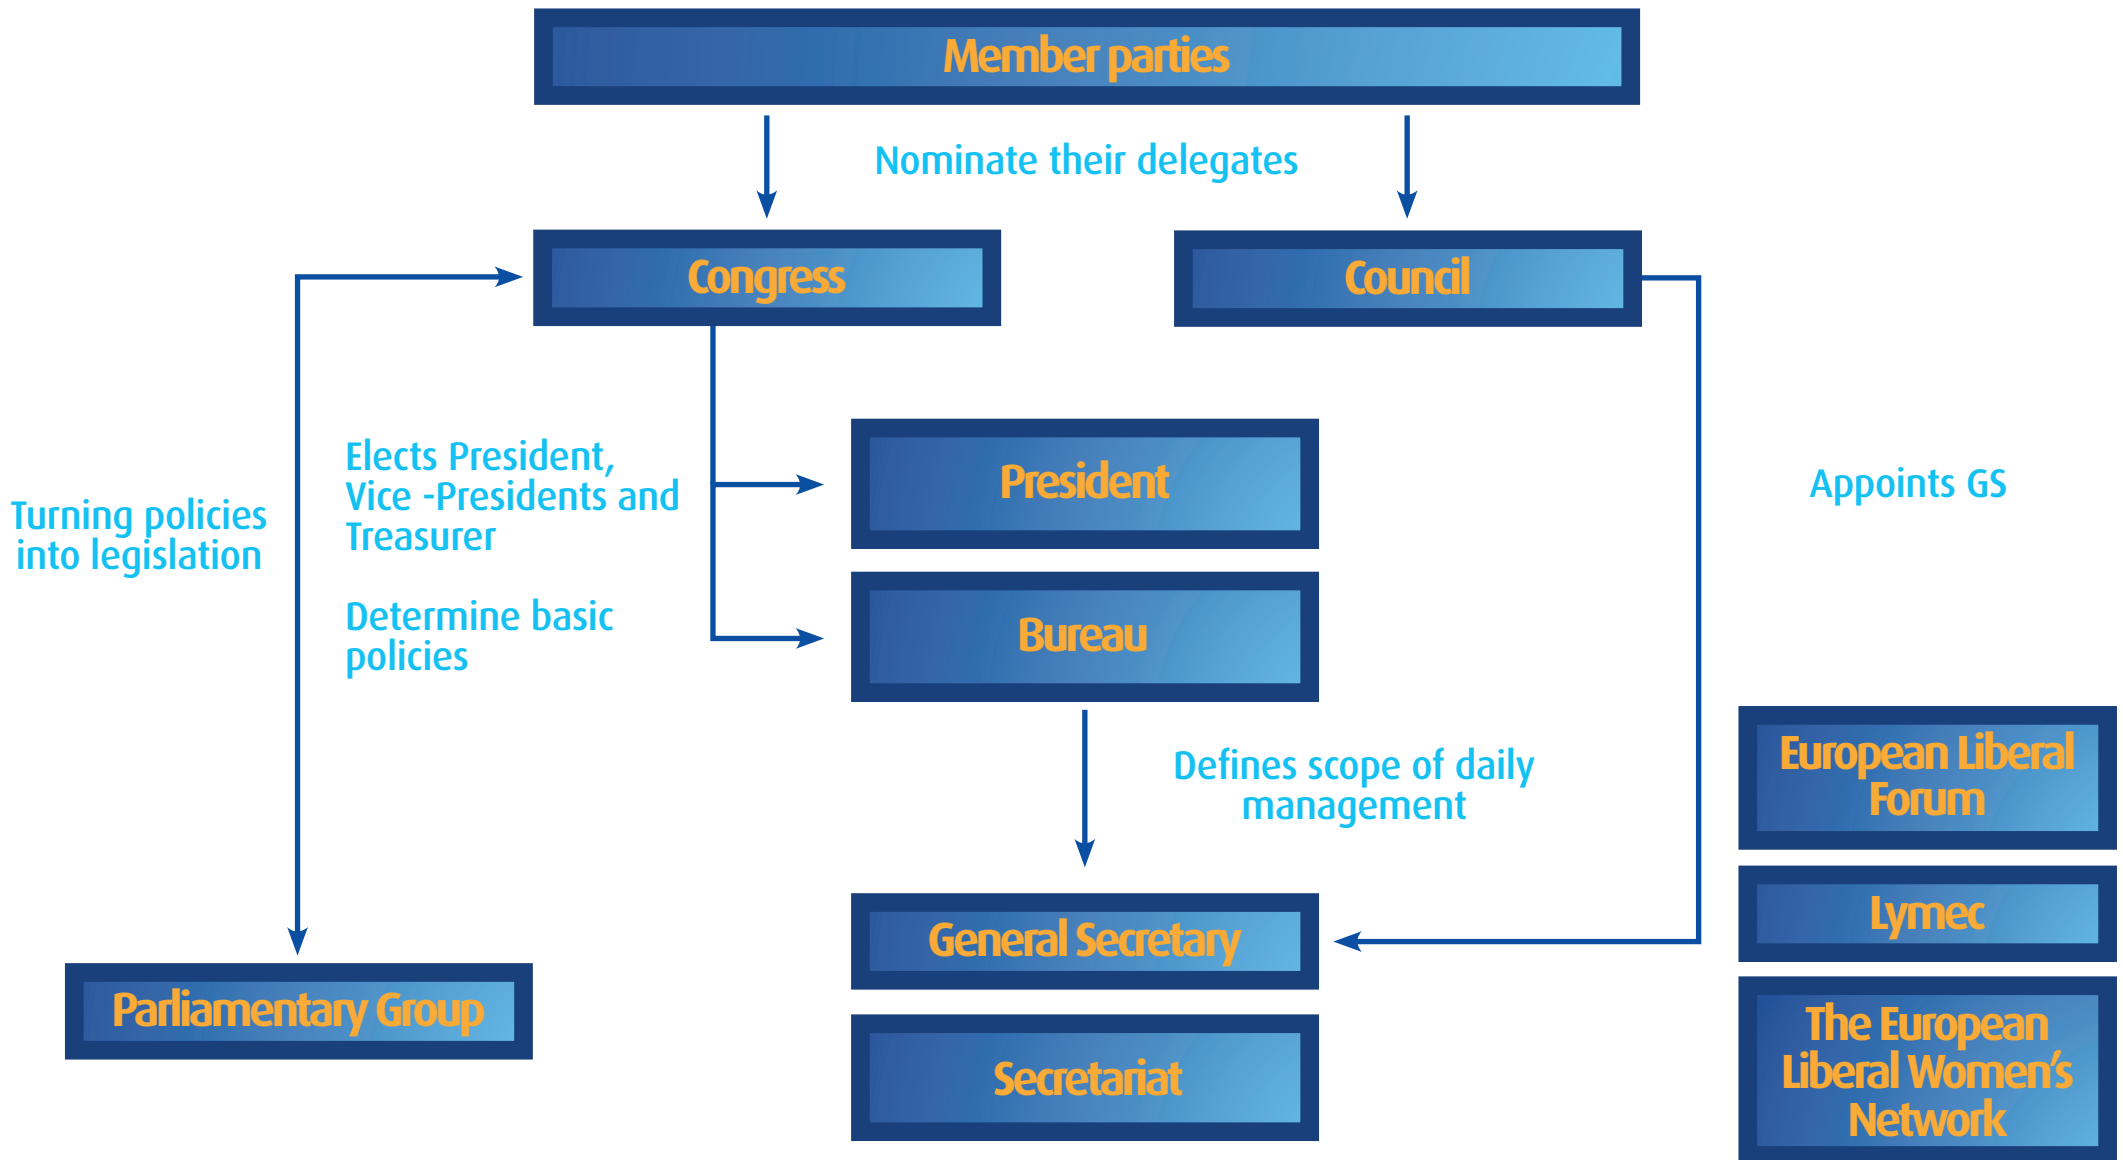 Member parties
Nominate their delegates
Congress
Council
Elects President,
Vice -Presidents and
Treasurer
Determine basic
policies
Turning policies
into legislation
President
Appoints GS
Bureau
Defines scope of daily
management
European Liberal
Forum
Lymec
General Secretary
Parliamentary Group
Secretariat
The European
Liberal Women’s
Network